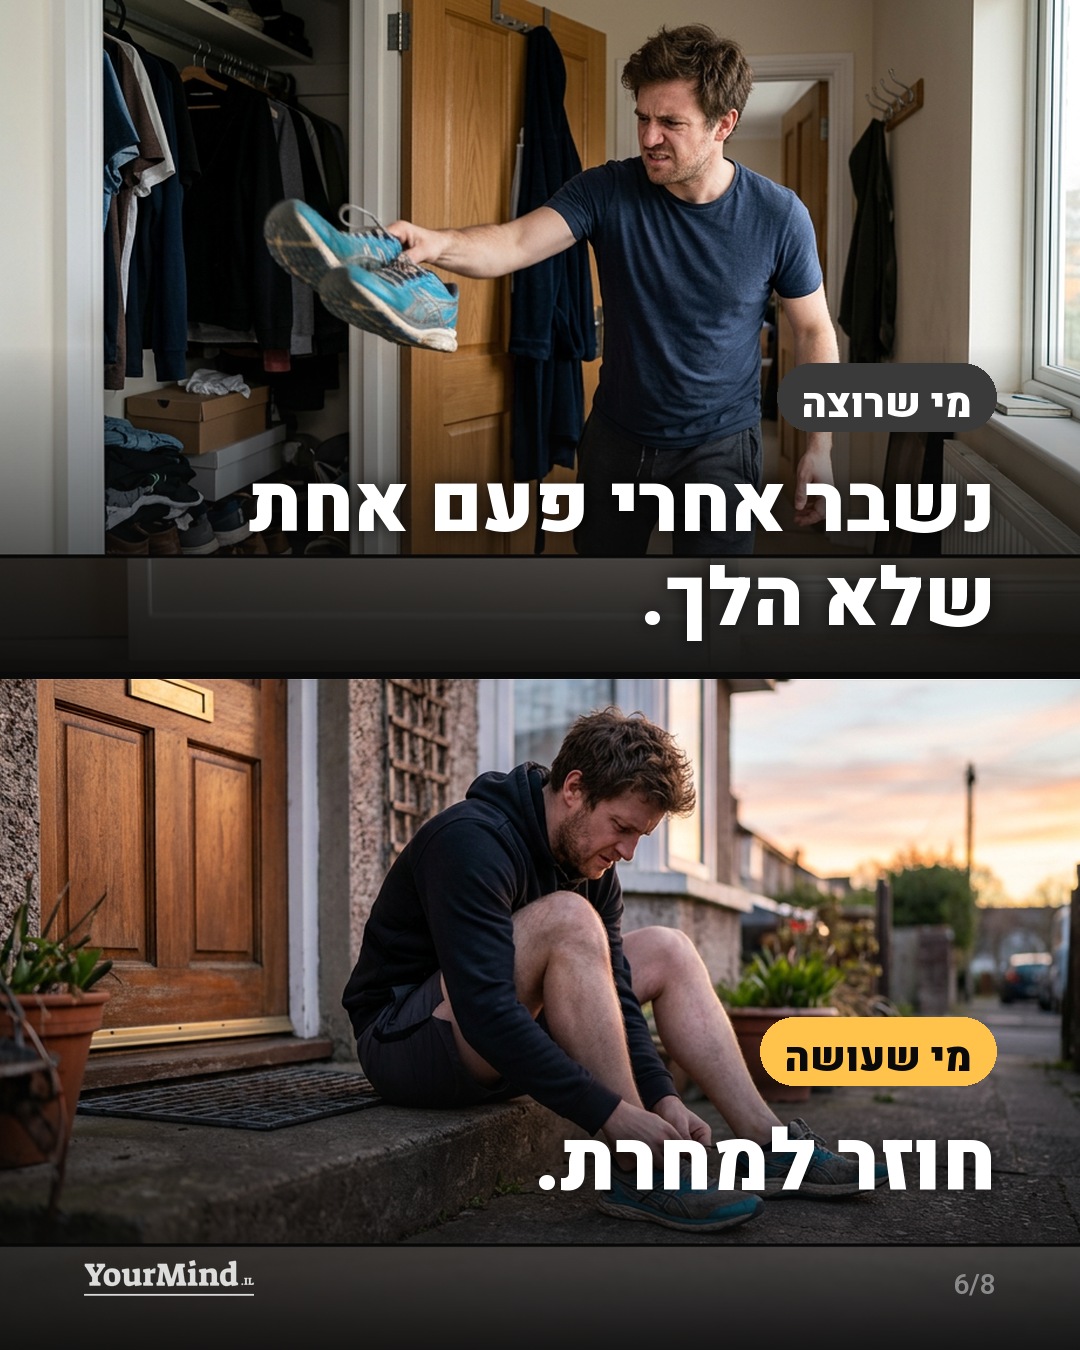 מי שרוצה
נשבר אחרי פעם אחת
שלא הלך.
מי שעושה
חוזר למחרת.
YourMind.IL
6/8